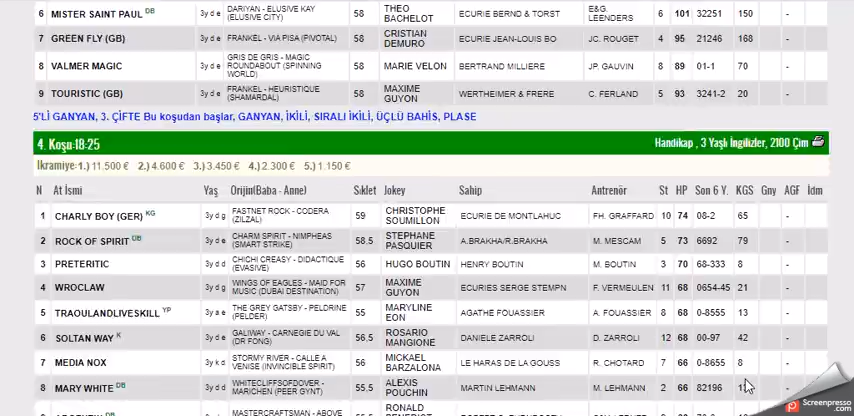 6 MISTER SAINT PAUL DB 3y d e DARIYAN - ELUSIVE KAY (ELUSIVE CITY) 58 THEO BACHELOT ECURIE BERND & TORST E&G. LEENDERS 6 101 32251 150 -
7 GREEN FLY (GB) 3y d e FRANKEL - VIA PISA (PIVOTAL) 58 CRISTIAN DEMURO ECURIE JEAN-LOUIS BO JC. ROUGET 4 95 21246 168 -
8 VALMER MAGIC 3y d e GRIS DE GRIS - MAGIC ROUNDABOUT (SPINNING WORLD) 58 MARIE VELON BERTRAND MILLIERE JP. GAUVIN 8 89 01-1 70 -
9 TOURISTIC (GB) 3y d e FRANKEL - HEURISTIQUE (SHAMARDAL) 58 MAXIME GUYON WERTHEIMER & FRERE C. FERLAND 5 93 3241-2 20 -
5'Lİ GANYAN, 3. ÇİFTE Bu koşudan başlar, GANYAN, İKİLİ, SIRALI İKİLİ, ÜÇLÜ BAHİS, PLASE
4. Koşu:18:25 Handikap , 3 Yaşlı İngilizler, 2100 Çim
Ikramiye: 1.) 11.500 € 2.) 4.600 € 3.) 3.450 € 4.) 2.300 € 5.) 1.150 €
N At İsmi Yaş Orijin(Baba - Anne) Sıklet Jokey Sahip Antrenör St HP Son 6 Y. KGS Gny AGF İdm
1 CHARLY BOY (GER) KG 3y d g FASTNET ROCK - CODERA (ZILZAL) 59 CHRISTOPHE SOUMILLON ECURIE DE MONTLAHUC FH. GRAFFARD 10 74 08-2 65 -
2 ROCK OF SPIRIT DB 3y d e CHARM SPIRIT - NIMPHEAS (SMART STRIKE) 58,5 STEPHANE PASQUIER A.BRAKHA/R.BRAKHA M. MESCAM 5 73 6692 79 -
3 PRETERITIC 3y d d CHICHI CREASY - DIDACTIQUE (EVASIVE) 56 HUGO BOUTIN HENRY BOUTIN M. BOUTIN 3 70 68-333 8 -
4 WROCLAW 3y d g WINGS OF EAGLES - MAID FOR MUSIC (DUBAI DESTINATION) 57 MAXIME GUYON ECURIES SERGE STEMPN F. VERMEULEN 11 68 0654-45 21 -
5 TRAOULANDLIVESKILL YP 3y a e THE GREY GATSBY - PELDRINE (PELDER) 55 MARYLINE EON AGATHE FOUASSIER A. FOUASSIER 8 68 0-8555 13 -
6 SOLTAN WAY K 3y d e GALIWAY - CARNEGIE DU VAL (DR FONG) 56,5 ROSARIO MANGIONE DANIELE ZARROLI D. ZARROLI 12 68 00-97 42 -
7 MEDIA NOX 3y k d STORMY RIVER - CALLE A VENISE (INVINCIBLE SPIRIT) 56 MICKAEL BARZALONA LE HARAS DE LA GOUSS R. CHOTARD 7 66 0-8655 8 -
8 MARY WHITE DB 3y d d WHITECLIFFSOFDOVER - MARICHEN (PEER GYNT) 55,5 ALEXIS POUCHIN MARTIN LEHMANN M. LEHMANN 2 66 82196 -
MASTERCRAFTSMAN - ABOVE RONALD
Screenpresso
.com